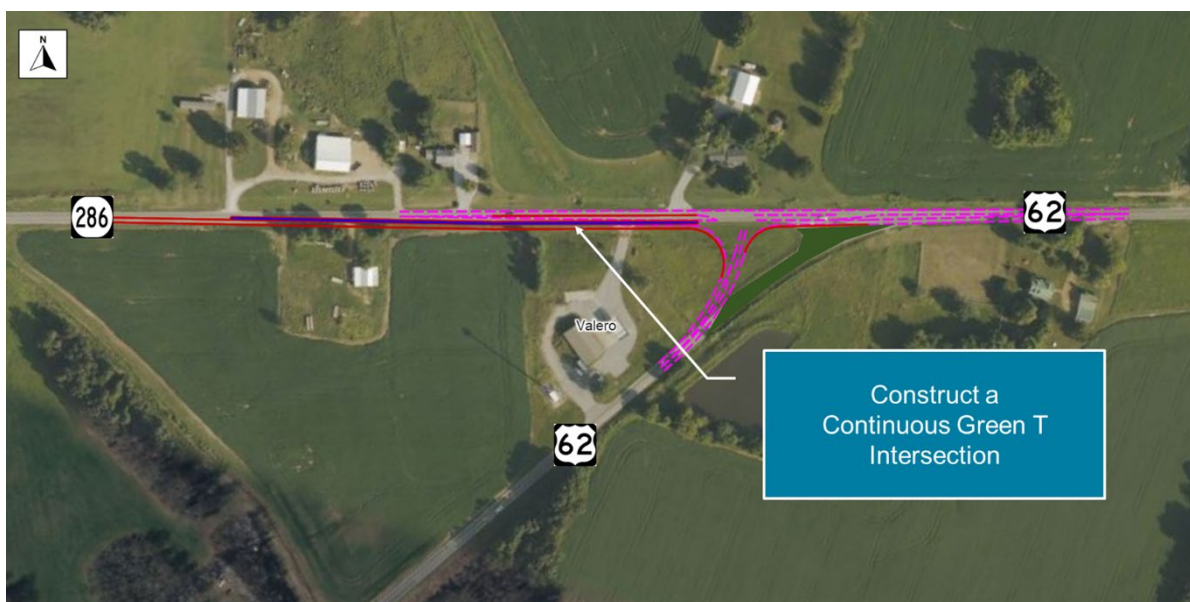 N
286
62
Valero
62
Construct a
Continuous Green T
Intersection